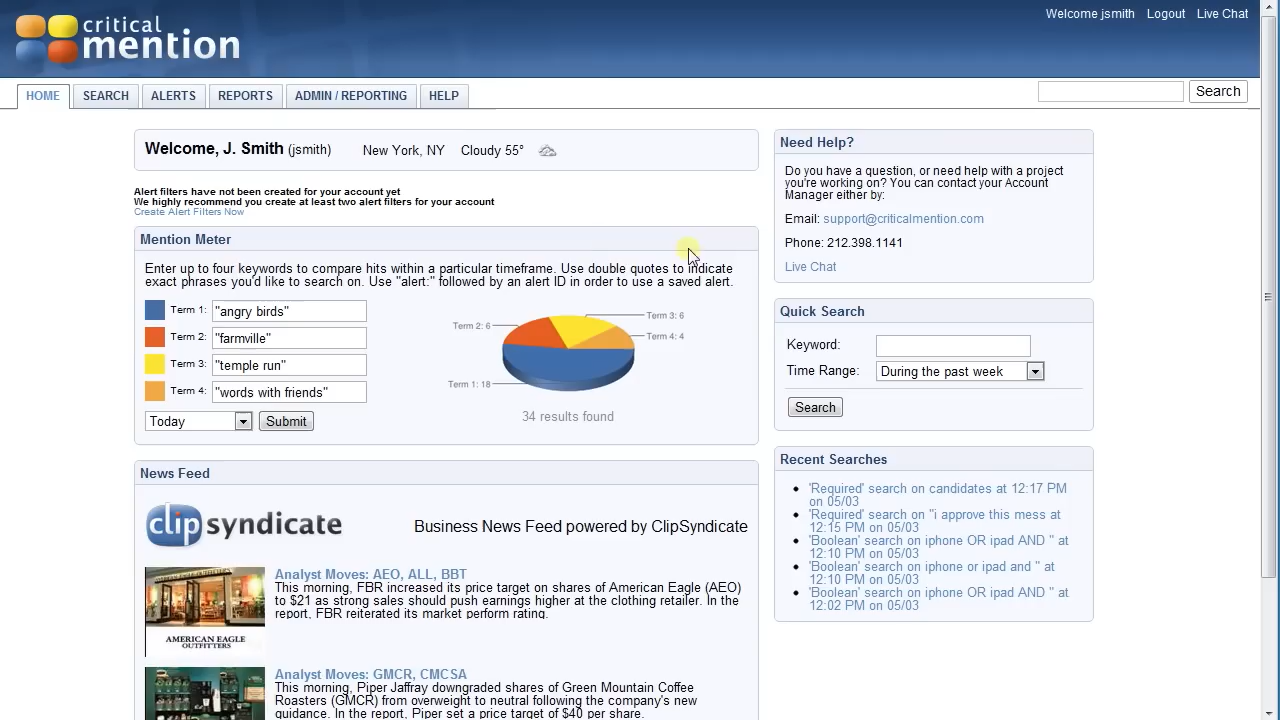 critical
mention
Welcome jsmith Logout Live Chat
HOME SEARCH ALERTS REPORTS ADMIN / REPORTING HELP
Search
Welcome, J. Smith (jsmith) New York, NY Cloudy 55°
Alert filters have not been created for your account yet
We highly recommend you create at least two alert filters for your account
Create Alert Filters Now
Mention Meter
Enter up to four keywords to compare hits within a particular timeframe. Use double quotes to indicate
exact phrases you'd like to search on. Use "alert." followed by an alert ID in order to use a saved alert.
Term 1: "angry birds"
Term 2: "farmville"
Term 3: "temple run"
Term 4: "words with friends"
Today Submit
Term 2: 6
Term 3: 6
Term 4: 4
Term 1: 18
34 results found
News Feed
clipsyndicate
Business News Feed powered by ClipSyndicate
AMERICAN EAGLE
OUTFITTERS
Analyst Moves: AEO, ALL, BBT
This morning, FBR increased its price target on shares of American Eagle (AEO)
to $21 as strong sales should push earnings higher at the clothing retailer. In the
report, FBR reiterated its market perform rating.
Analyst Moves: GMCR, CMCSA
This morning, Piper Jaffray downgraded shares of Green Mountain Coffee
Roasters (GMCR) from overweight to neutral following the company's new
guidance. In the report, Piper set a price target of $40 per share.
Need Help?
Do you have a question, or need help with a project
you're working on? You can contact your Account
Manager either by:
Email: support@criticalmention.com
Phone: 212.398.1141
Live Chat
Quick Search
Keyword:
Time Range: During the past week
Search
Recent Searches
'Required' search on candidates at 12:17 PM
on 05/03
'Required' search on "i approve this mess at
12:15 PM on 05/03
'Boolean' search on iphone OR ipad AND " at
12:10 PM on 05/03
'Boolean' search on iphone or ipad and " at
12:10 PM on 05/03
'Boolean' search on iphone OR ipad AND " at
12:02 PM on 05/03